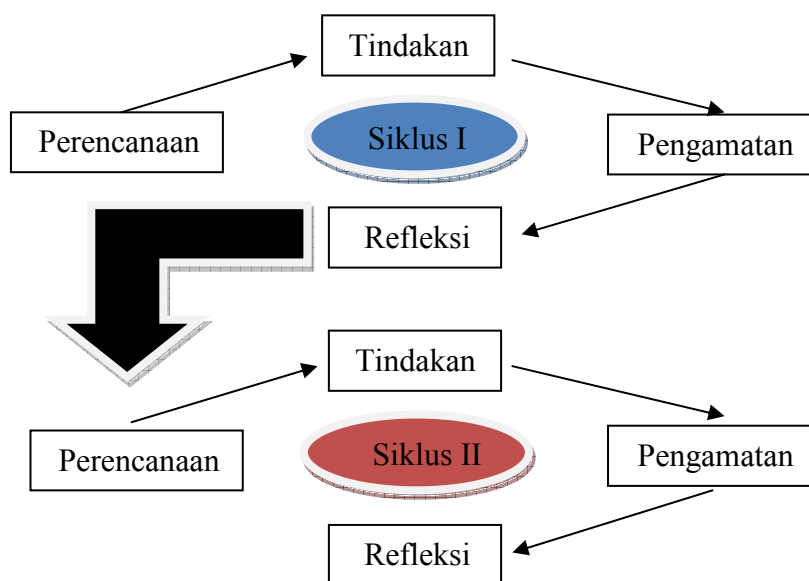 Tindakan
Perencanaan
Siklus I
Pengamatan
Refleksi
Tindakan
Perencanaan
Siklus II
Pengamatan
Refleksi